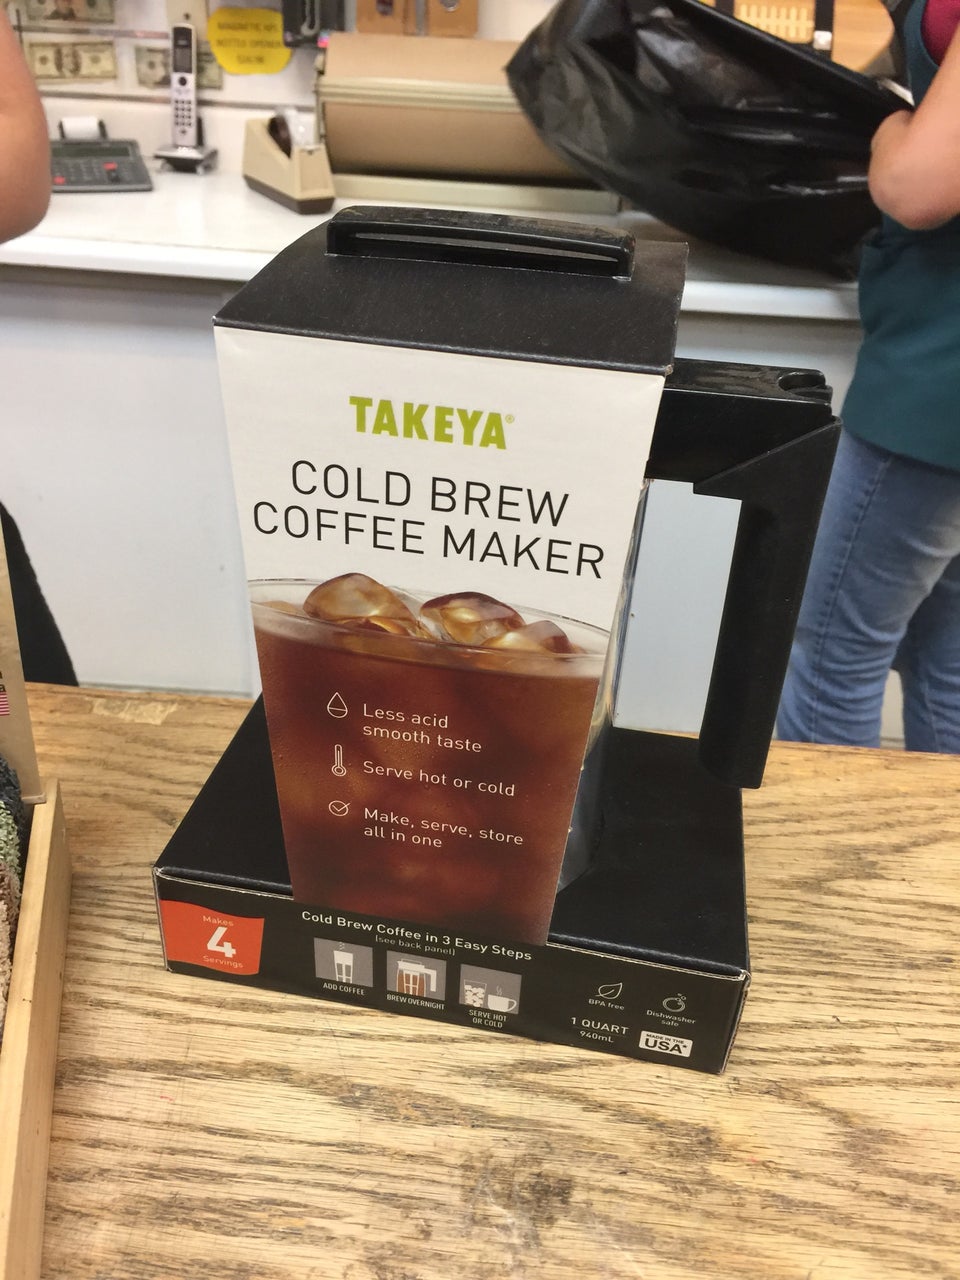 TAKEYA®
COLD BREW
COFFEE MAKER
Less acid
smooth taste
Serve hot or cold
Make, serve, store
all in one
Makes
4
Servings
Cold Brew Coffee in 3 Easy Steps
(see back panel)
ADD COFFEE
BREW OVERNIGHT
SERVE HOT
OR COLD
BPA free
Dishwasher
safe
1 QUART
940mL
MADE IN THE
USA*